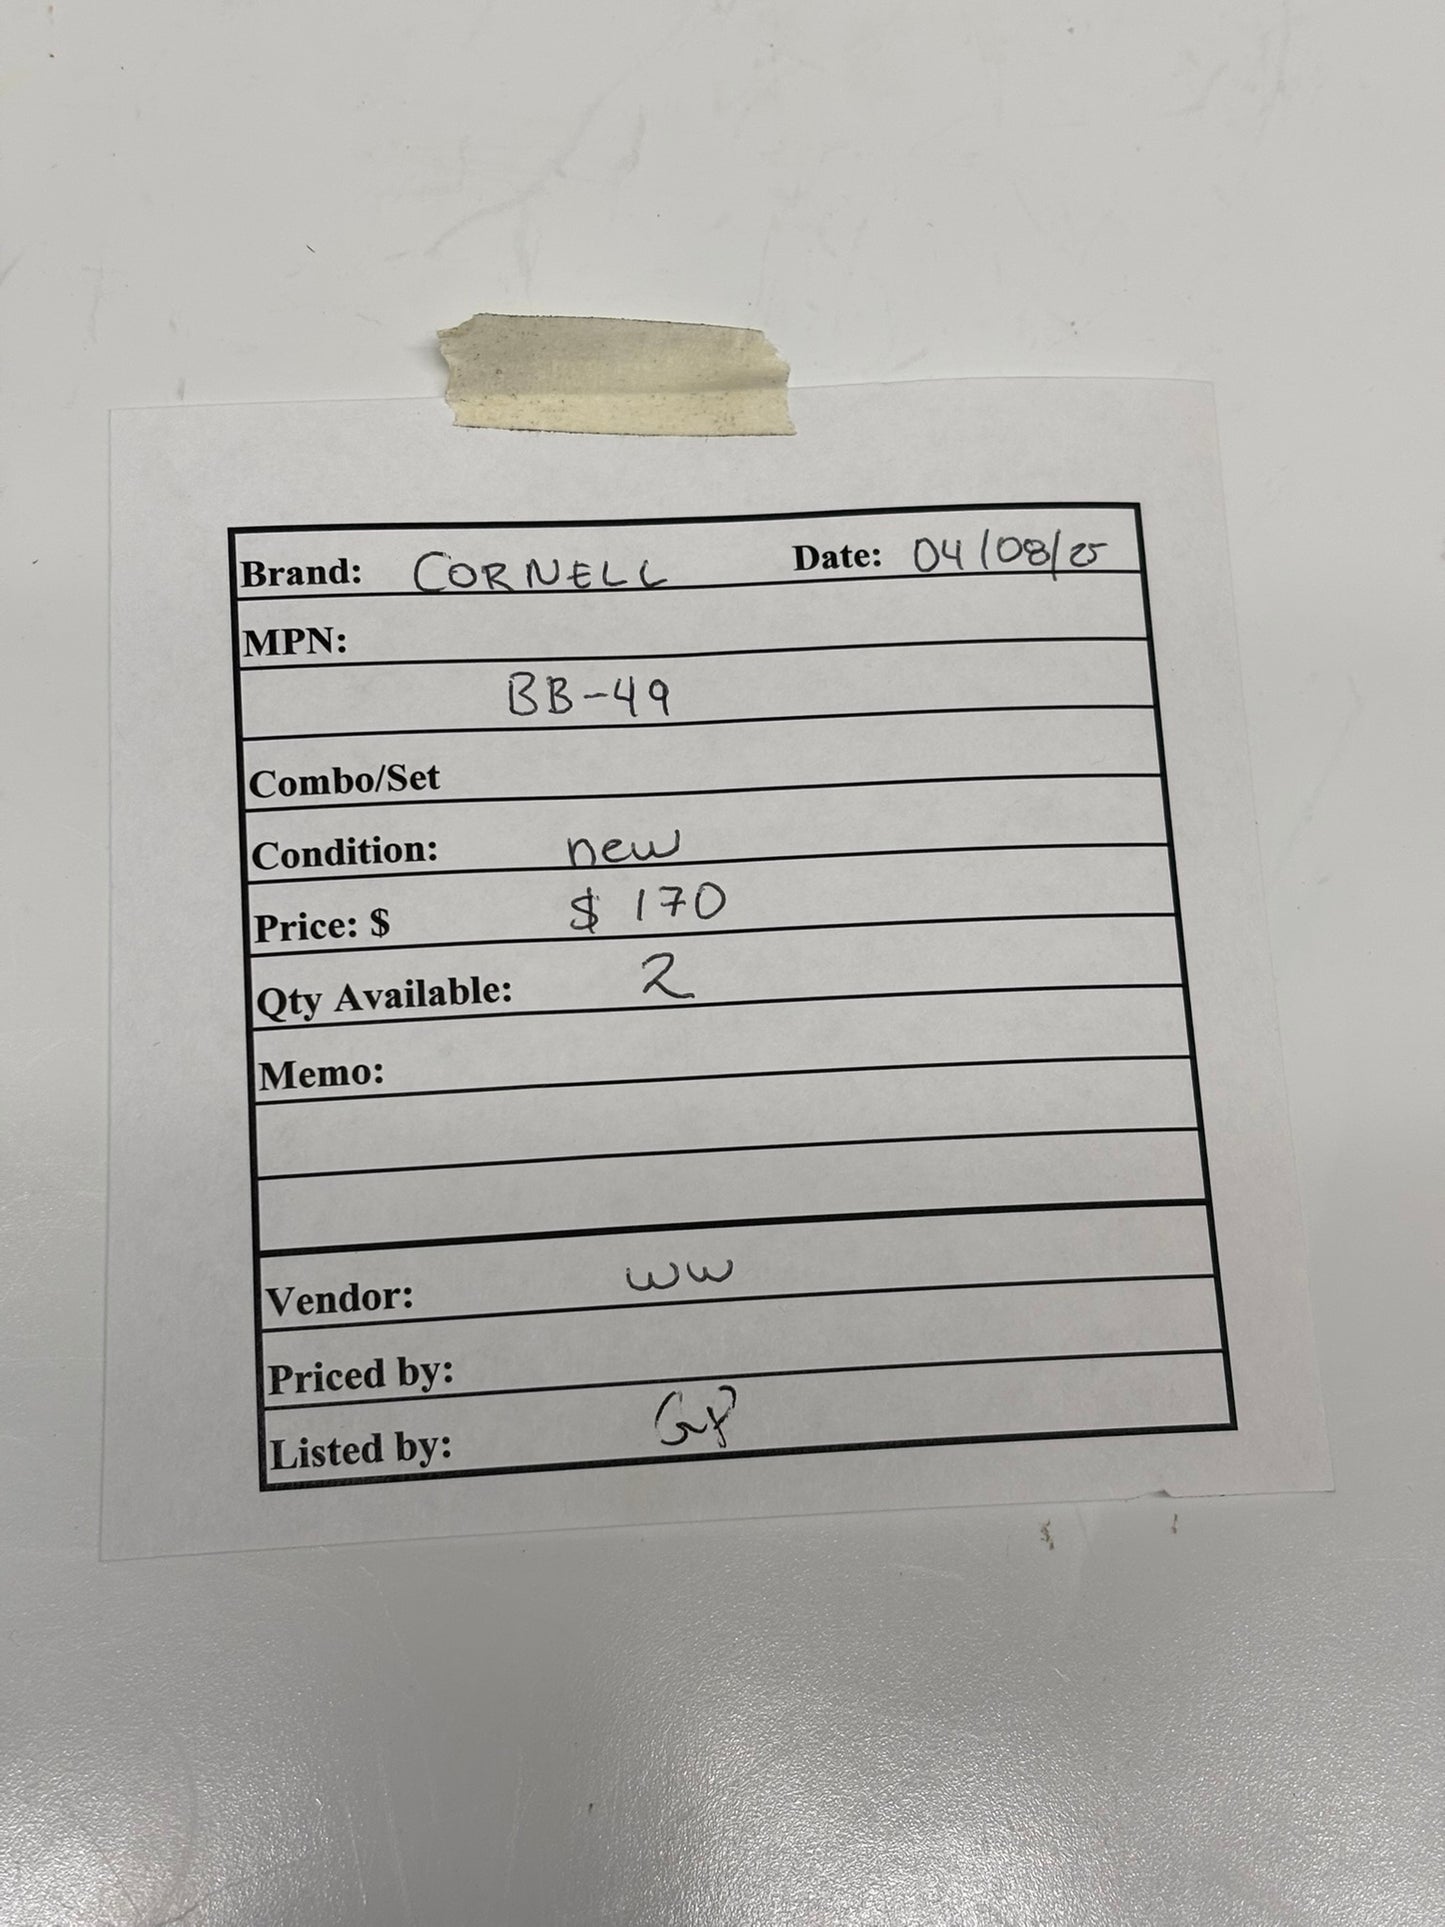 Brand: CORNELL Date: 04/08/25
MPN:
BB-49
Combo/Set
Condition: new
Price: $ $ 170
Qty Available: 2
Memo:
Vendor: WW
Priced by:
Listed by: GP